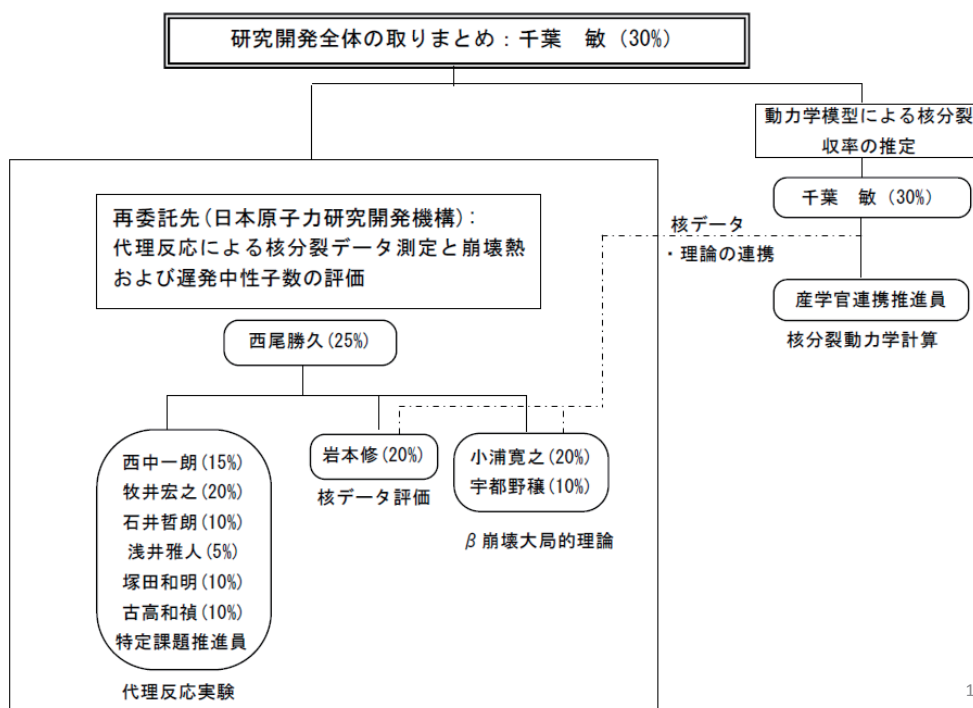 研究開発全体の取りまとめ：千葉　敏 (30%)
動力学模型による核分裂
収率の推定
千葉　敏 (30%)
産学官連携推進員
核分裂動力学計算
核データ
・理論の連携
再委託先(日本原子力研究開発機構)：
代理反応による核分裂データ測定と崩壊熱
および遅発中性子数の評価
西尾勝久(25%)
西中一朗(15%)
牧井宏之(20%)
石井哲朗(10%)
浅井雅人(5%)
塚田和明(10%)
古高和禎(10%)
特定課題推進員
代理反応実験
岩本修(20%)
核データ評価
小浦寛之(20%)
宇都野穣(10%)
β崩壊大局的理論
1